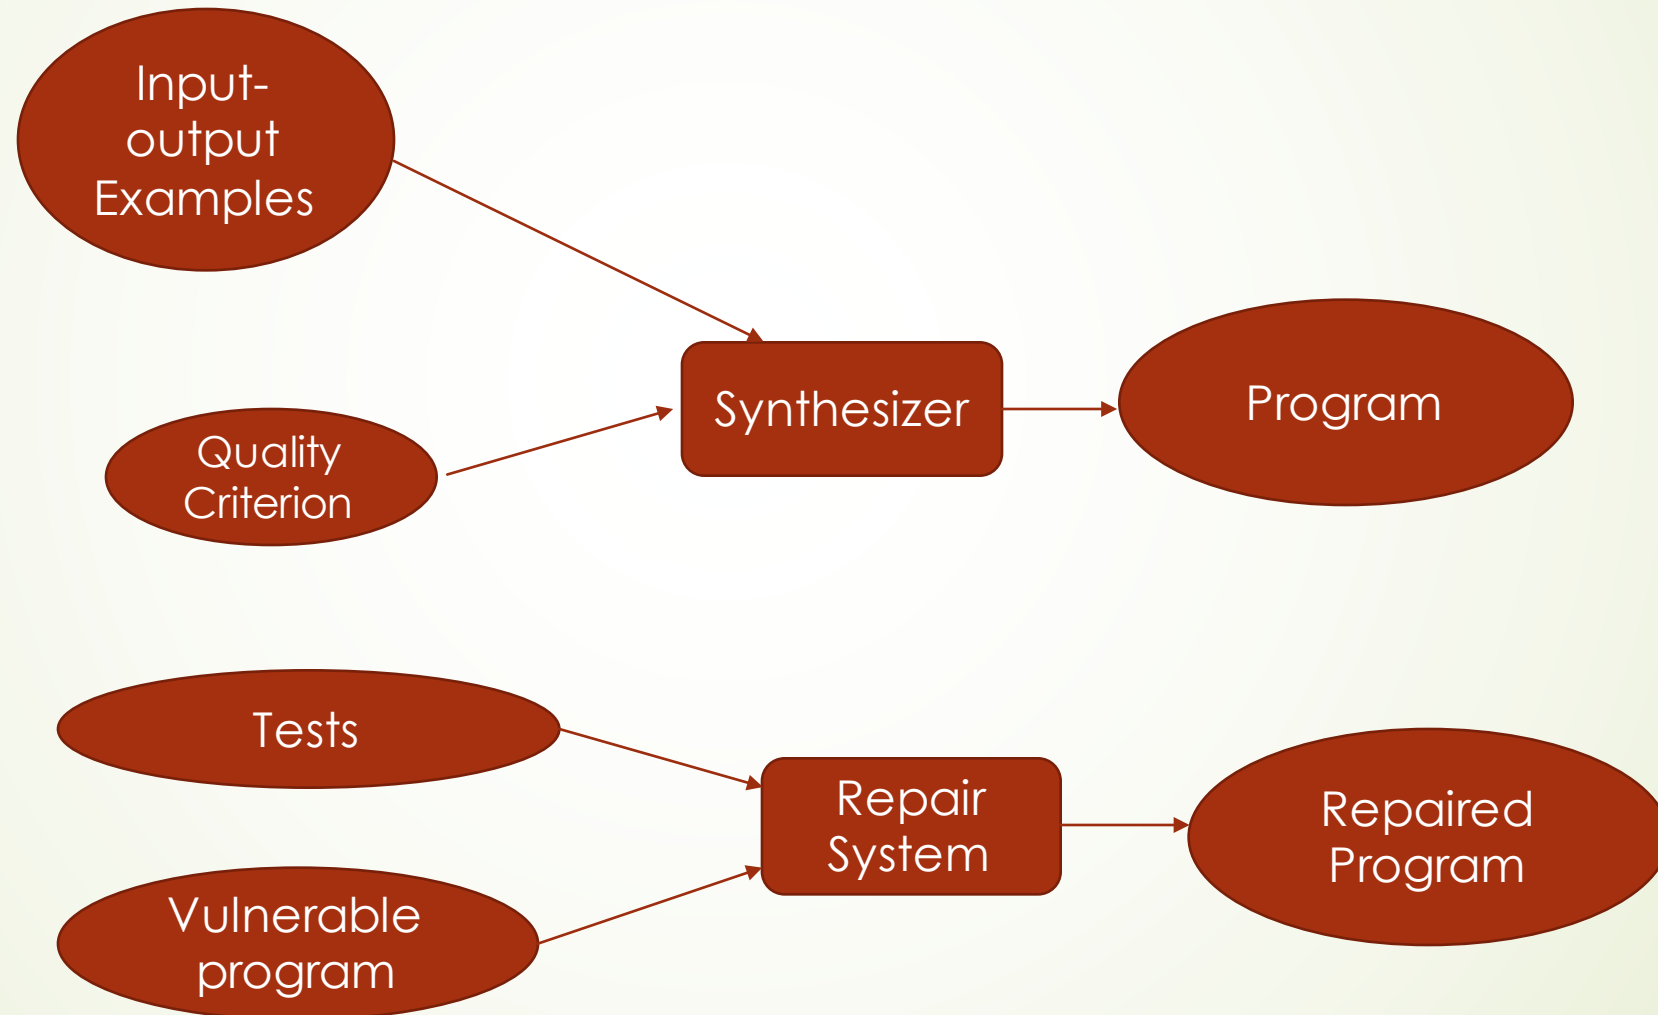 Input-
output
Examples
Synthesizer
Program
Quality
Criterion
Tests
Repair
System
Repaired
Program
Vulnerable
program